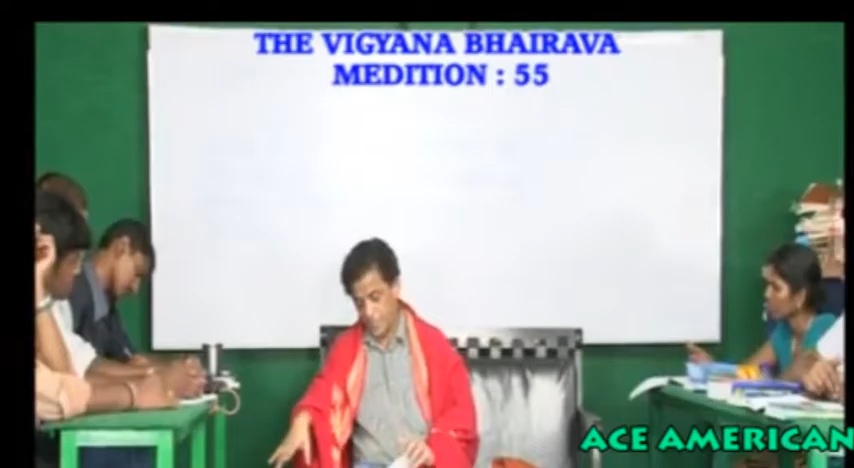 THE VIGYANA BHAIRAVA
MEDITION : 55
ACE AMERICAN